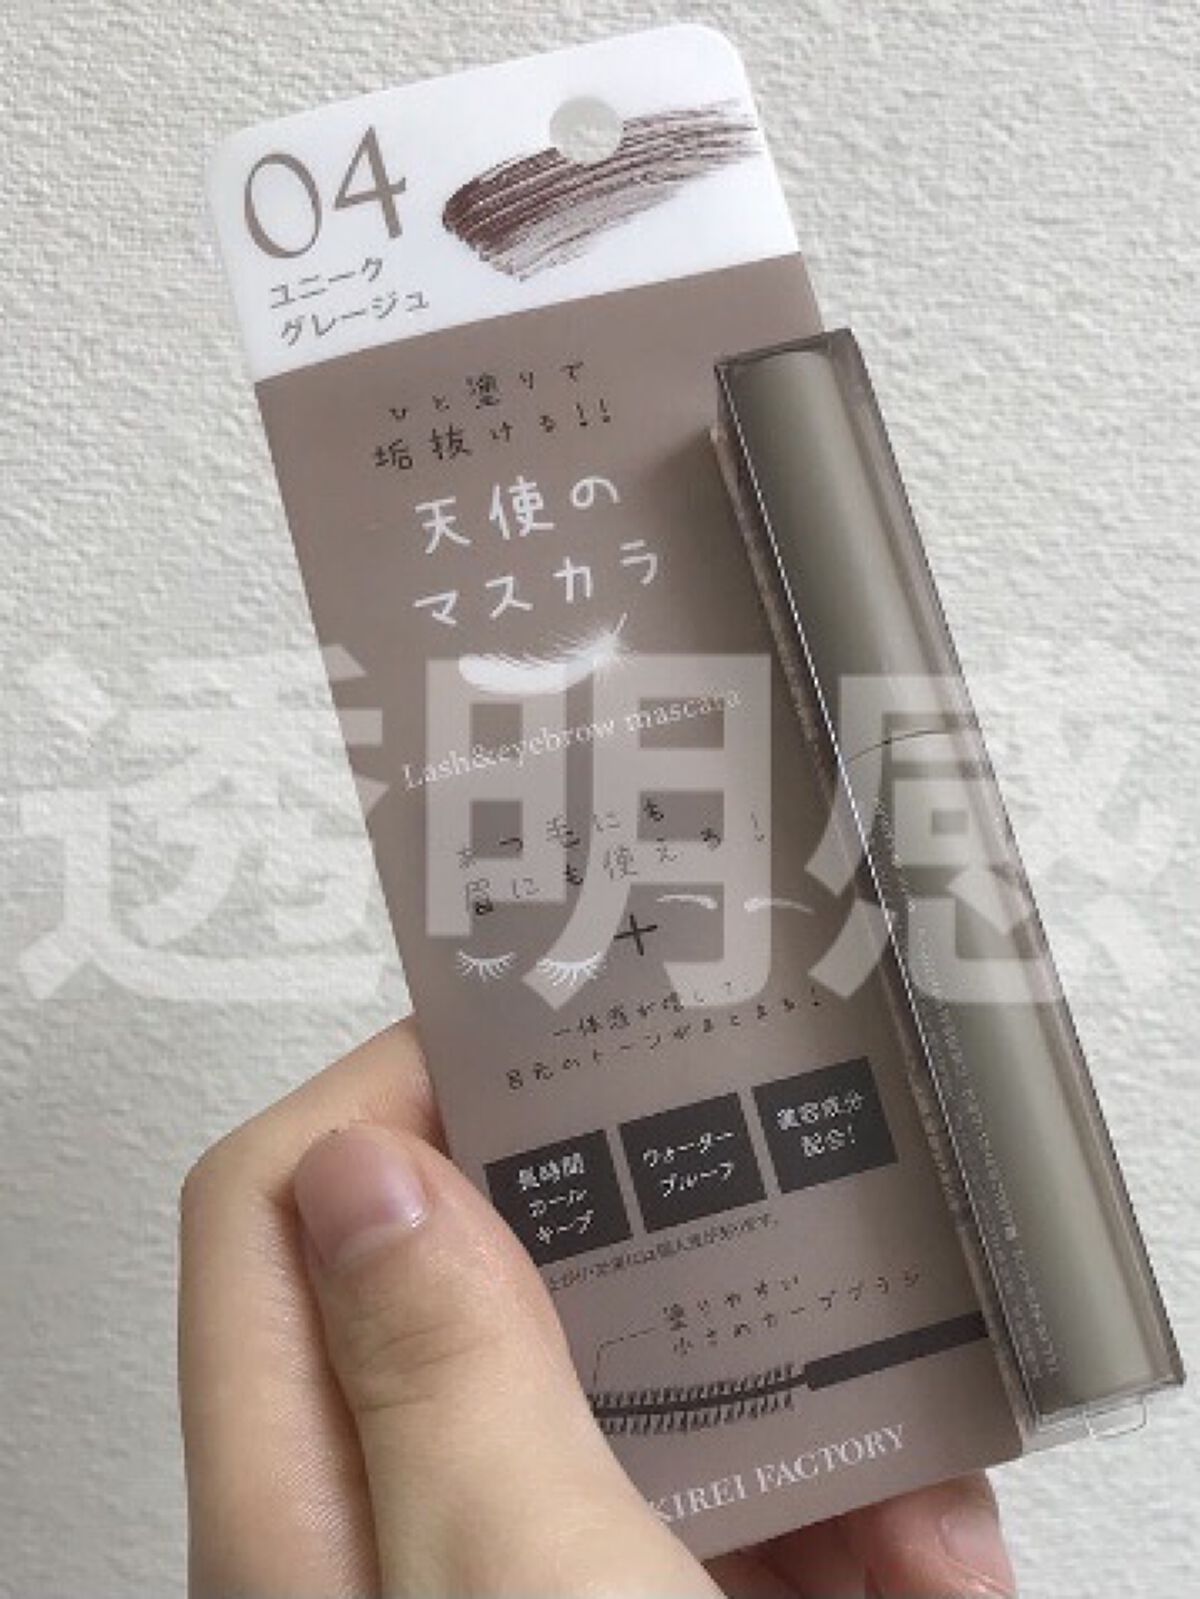 04
ユニーク
グレージュ
ひと塗りで
垢抜ける!!
天使の
マスカラ
Lash&eyebrow mascara
透明感
まつ毛にも
眉にも使える!
+
一体感が増して
目元のトーンがまとまる!
長時間
カール
キープ
ウォーター
プルーフ
美容成分
配合!
塗りやすい
小さめカーブブラシ
KIREI FACTORY